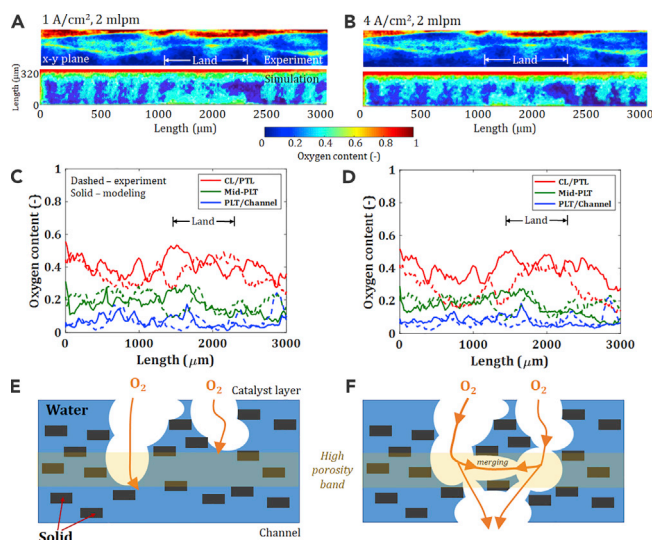 A
1 A/cm², 2 mlpm
x-y plane
Land
Experiment
Simulation
320
0
Length (μm)
0 500 1000 1500 2000 2500 3000
Length (μm)
B
4 A/cm², 2 mlpm
Land
0 500 1000 1500 2000 2500 3000
Length (μm)
0 0.2 0.4 0.6 0.8 1
Oxygen content (-)
C
Dashed – experiment
Solid – modeling
CL/PTL
Mid-PLT
PLT/Channel
Land
1
0.8
0.6
0.4
0.2
0
Oxygen content (-)
0 1000 2000 3000
Length (μm)
D
CL/PTL
Mid-PLT
PLT/Channel
Land
1
0.8
0.6
0.4
0.2
0
Oxygen content (-)
0 1000 2000 3000
Length (μm)
E
O₂ O₂
Water
Catalyst layer
Solid
Channel
High
porosity
band
F
O₂ O₂
merging